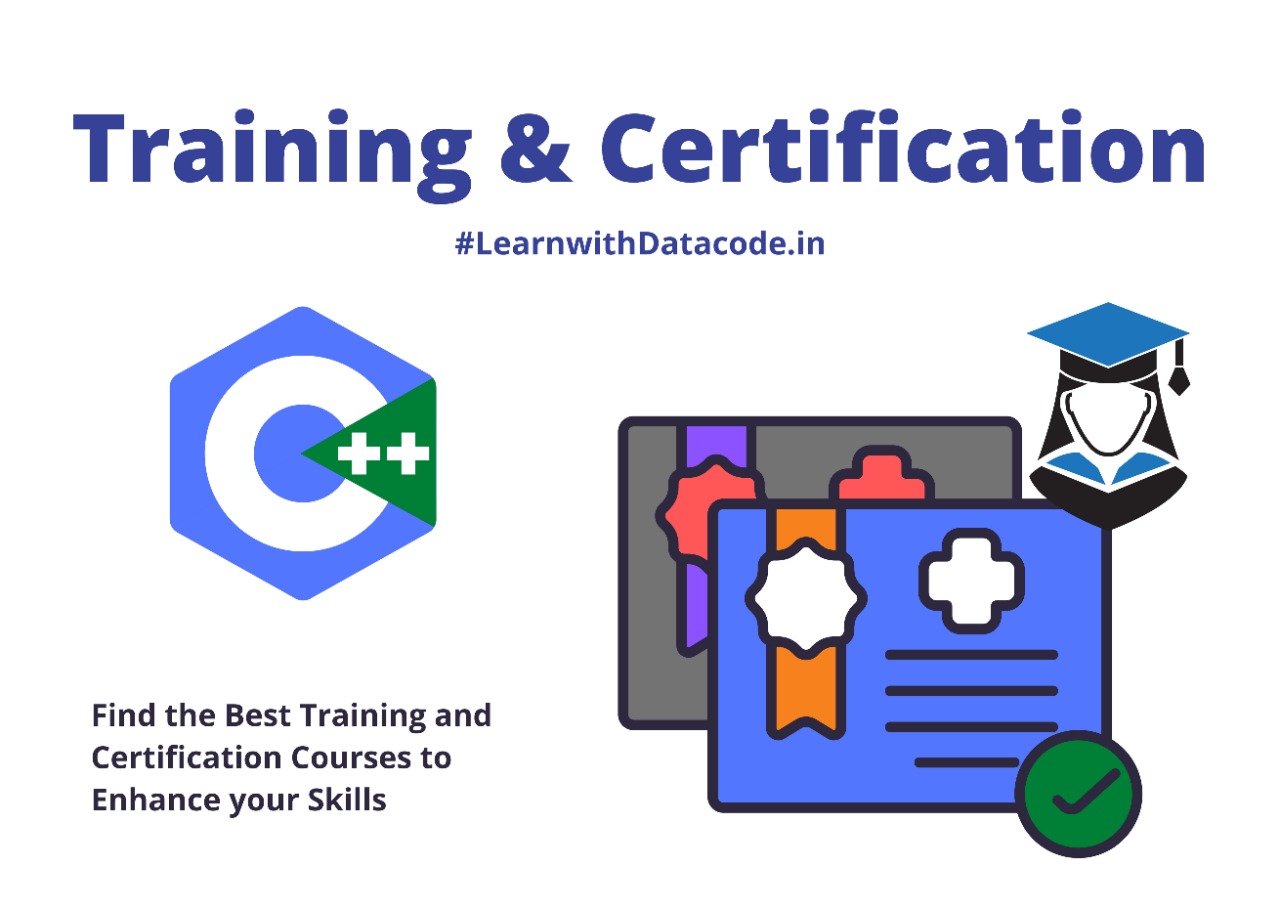 Training & Certification
#LearnwithDatacode.in
C++
Find the Best Training and
Certification Courses to
Enhance your Skills